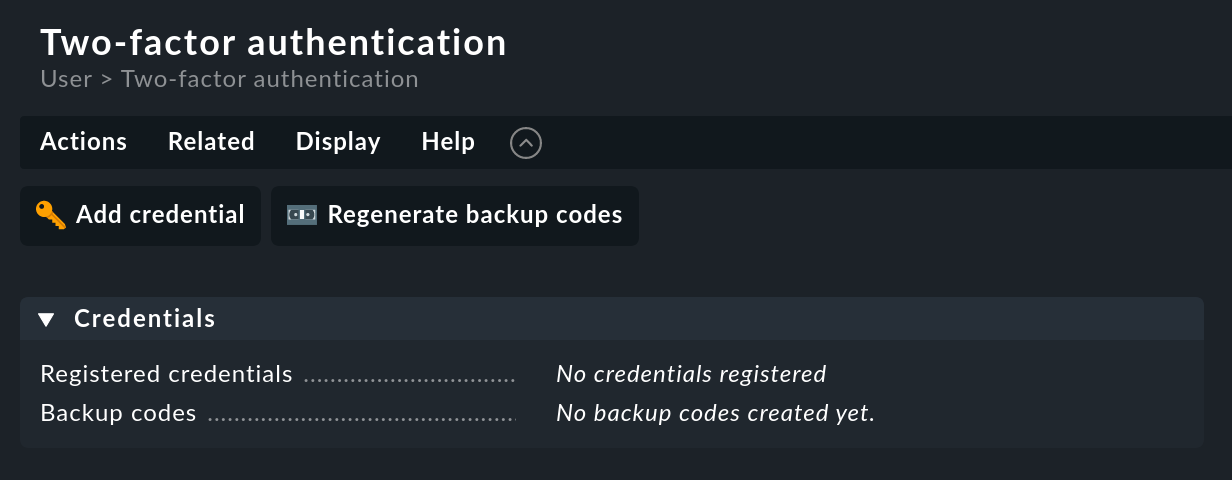 Two-factor authentication
User > Two-factor authentication
Actions Related Display Help
Add credential Regenerate backup codes
Credentials
Registered credentials No credentials registered
Backup codes No backup codes created yet.